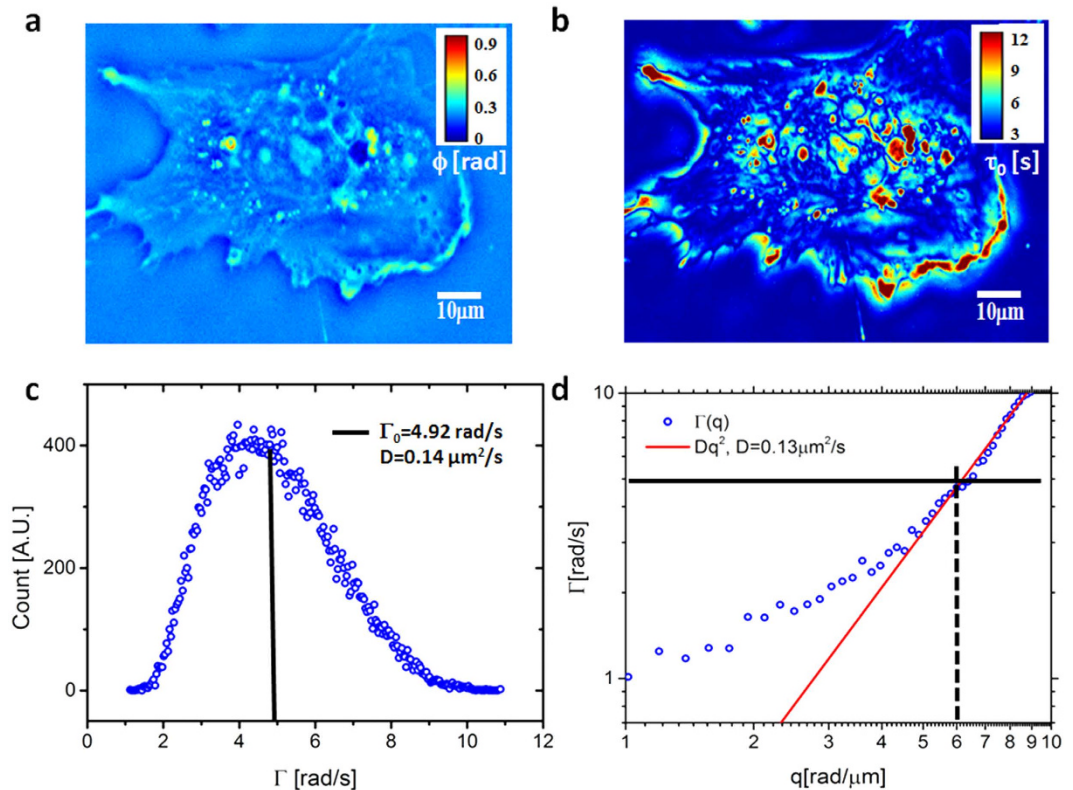 a
0.9
0.6
0.3
0
ϕ [rad]
10μm
b
12
9
6
3
τ₀ [s]
10μm
c
Count [A.U.]
400
200
0
Γ₀=4.92 rad/s
D=0.14 μm²/s
0 2 4 6 8 10 12
Γ [rad/s]
d
Γ[rad/s]
10
1
Γ(q)
Dq², D=0.13μm²/s
1 2 3 4 5 6 7 8 9 10
q[rad/μm]